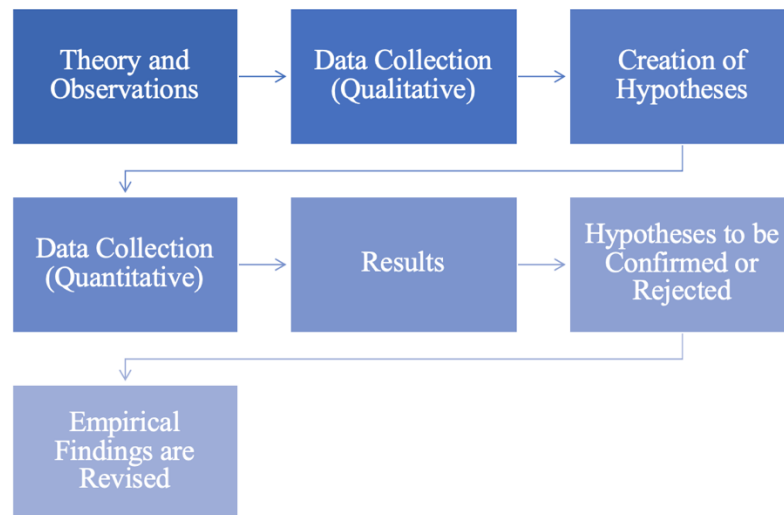 Theory and
Observations
Data Collection
(Qualitative)
Creation of
Hypotheses
Data Collection
(Quantitative)
Results
Hypotheses to be
Confirmed or
Rejected
Empirical
Findings are
Revised